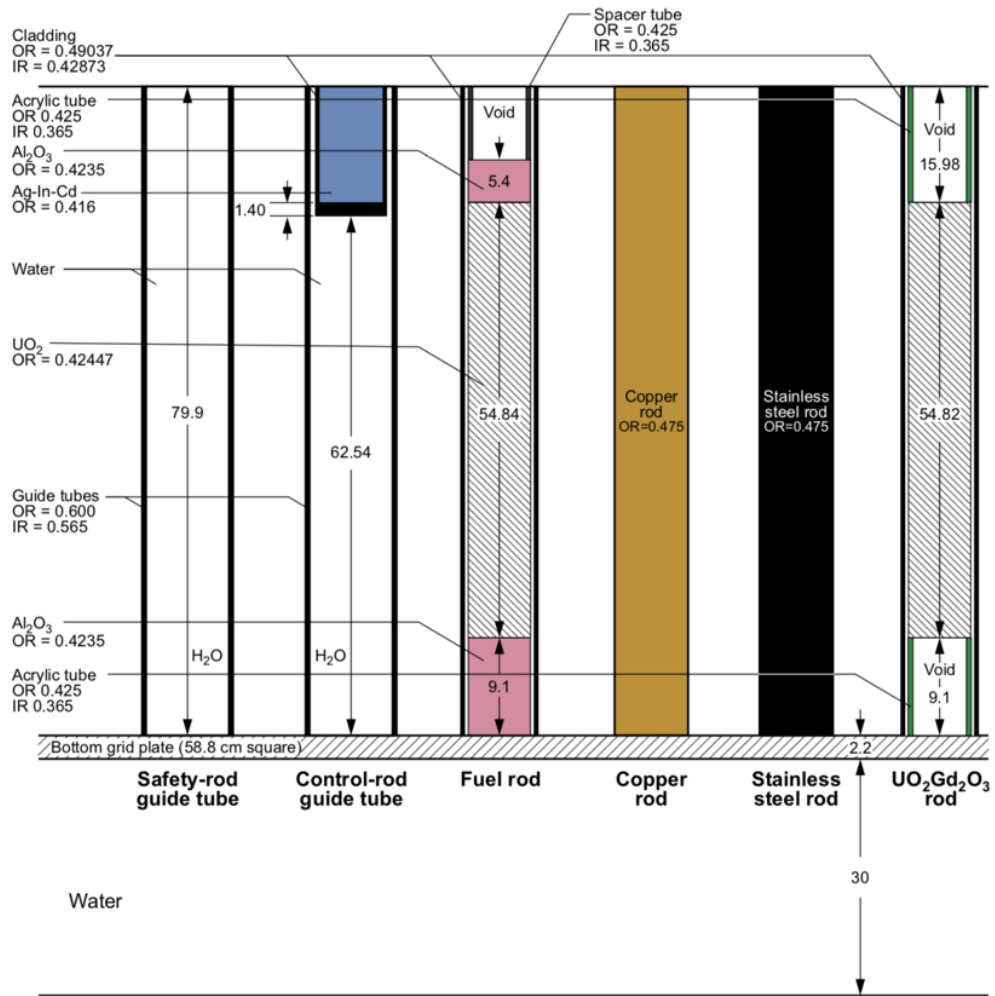 Spacer tube
OR = 0.425
IR = 0.365
Cladding
OR = 0.49037
IR = 0.42873
Acrylic tube
OR 0.425
IR 0.365
Al₂O₃
OR = 0.4235
Ag-In-Cd
OR = 0.416
1.40
Void
5.4
Void
15.98
Water
UO₂
OR = 0.42447
79.9
62.54
54.84
Copper
rod
OR=0.475
Stainless
steel rod
OR=0.475
54.82
Guide tubes
OR = 0.600
IR = 0.565
Al₂O₃
OR = 0.4235
H₂O
H₂O
Acrylic tube
OR 0.425
IR 0.365
9.1
Void
9.1
Bottom grid plate (58.8 cm square)
2.2
Safety-rod
guide tube
Control-rod
guide tube
Fuel rod
Copper
rod
Stainless
steel rod
UO₂Gd₂O₃
rod
30
Water